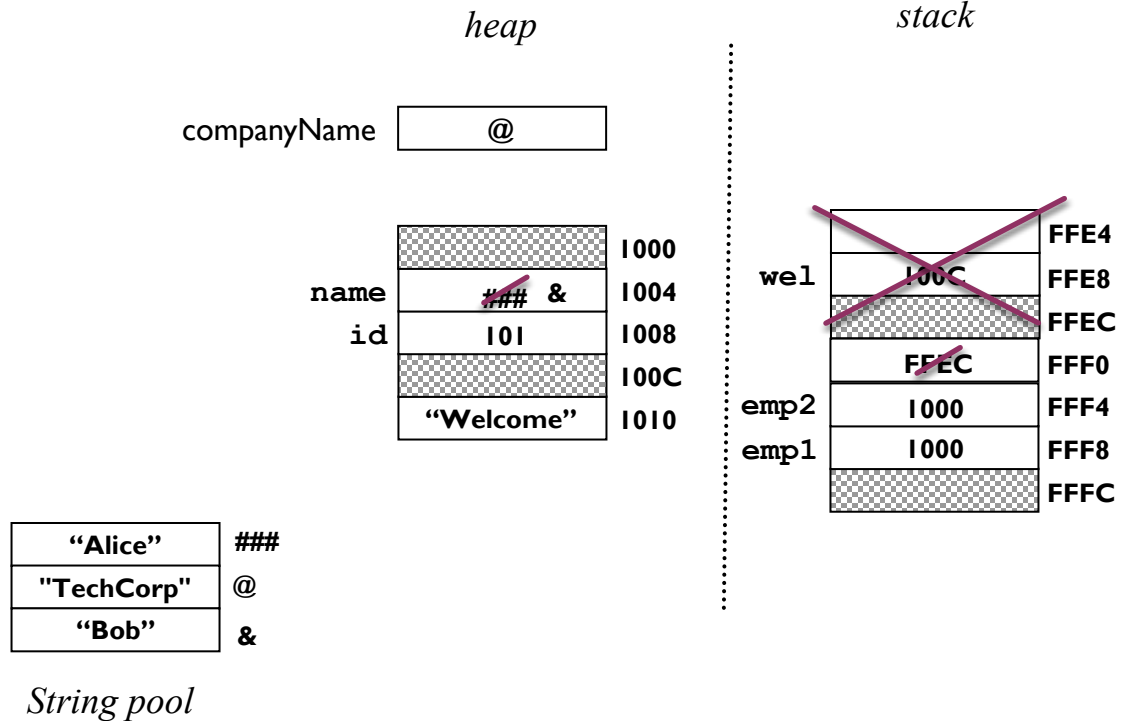 heap
stack
companyName @
1000
name ### & 1004
id 101 1008
100C
“Welcome” 1010
FFE4
wel 100C FFE8
FFEC
FFEC FFF0
emp2 1000 FFF4
emp1 1000 FFF8
FFFC
“Alice” ###
"TechCorp" @
“Bob” &
String pool